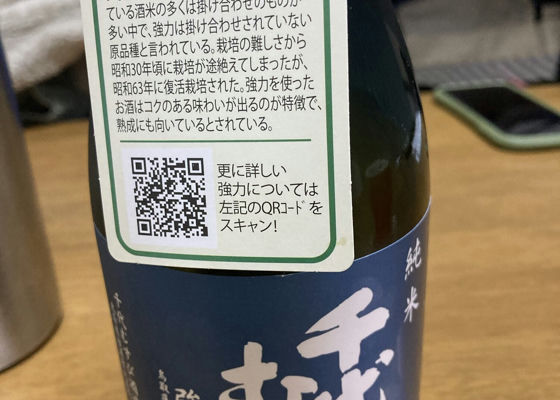 ている酒米の多くは掛け合わせのものが
多い中で、強力は掛け合わせされていない
原品種と言われている。栽培の難しさから
昭和30年頃に栽培が途絶えてしまったが、
昭和63年に復活栽培された。強力を使った
お酒はコクのある味わいが出るのが特徴で、
熟成にも向いているとされている。
更に詳しい
強力については
左記のQRコードを
スキャン!
純米
千代
む
強